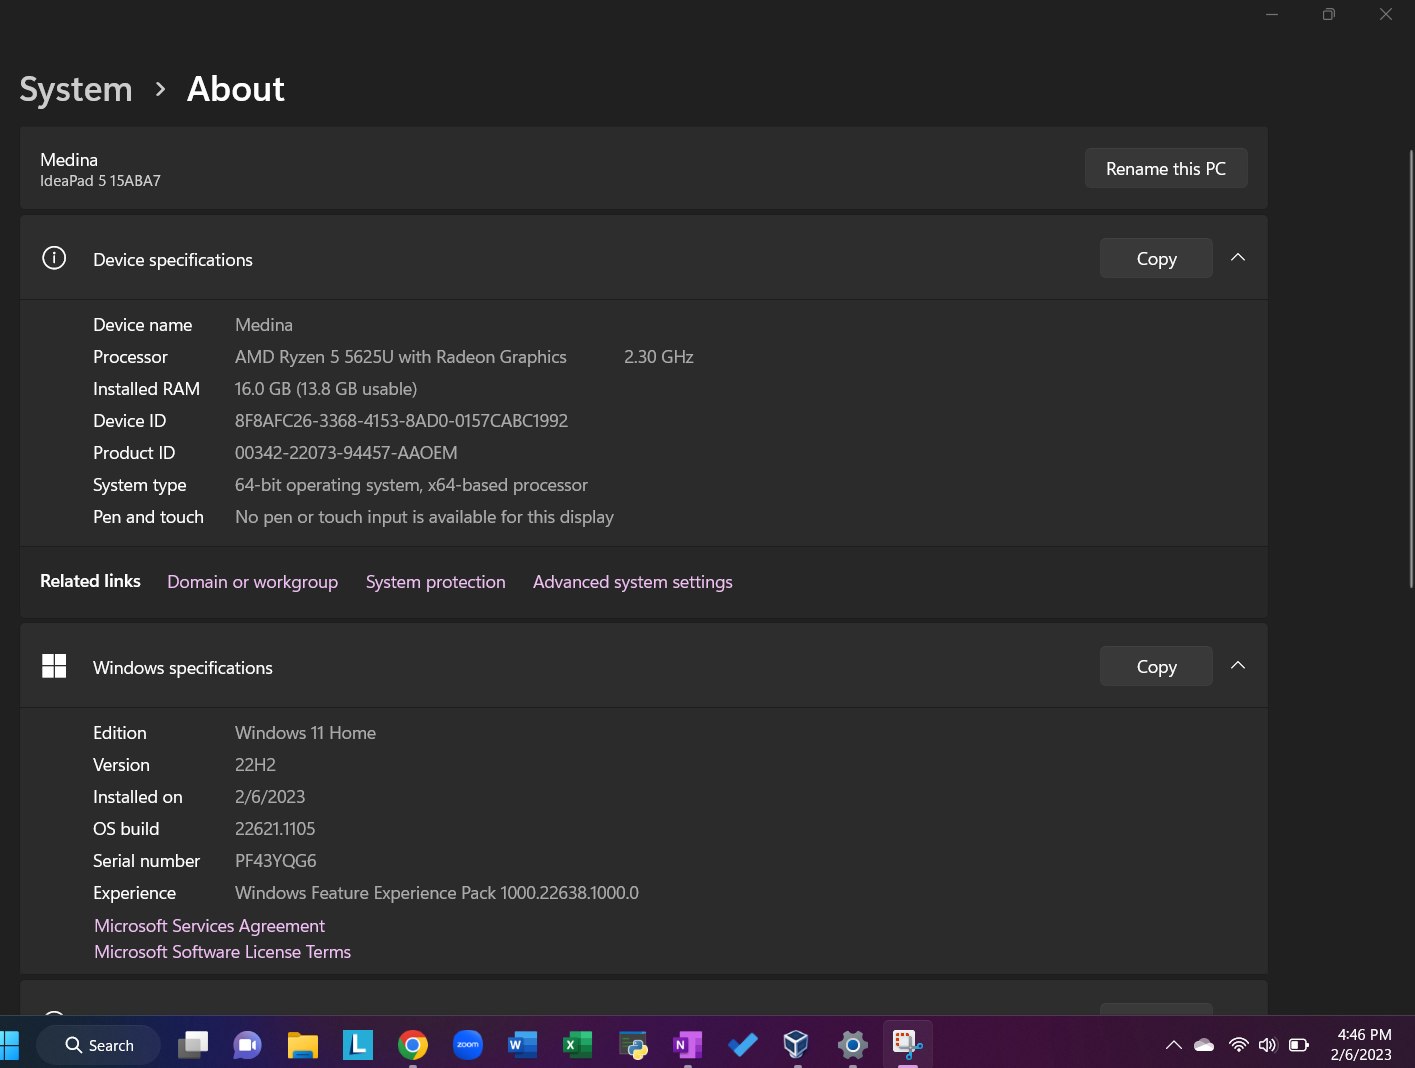 System > About
Medina
IdeaPad 5 15ABA7
Rename this PC
Device specifications
Copy
Device name Medina
Processor AMD Ryzen 5 5625U with Radeon Graphics 2.30 GHz
Installed RAM 16.0 GB (13.8 GB usable)
Device ID 8F8AFC26-3368-4153-8AD0-0157CABC1992
Product ID 00342-22073-94457-AAOEM
System type 64-bit operating system, x64-based processor
Pen and touch No pen or touch input is available for this display
Related links Domain or workgroup System protection Advanced system settings
Windows specifications
Copy
Edition Windows 11 Home
Version 22H2
Installed on 2/6/2023
OS build 22621.1105
Serial number PF43YQG6
Experience Windows Feature Experience Pack 1000.22638.1000.0
Microsoft Services Agreement
Microsoft Software License Terms
Search
L
zoom
W
X
N
4:46 PM
2/6/2023